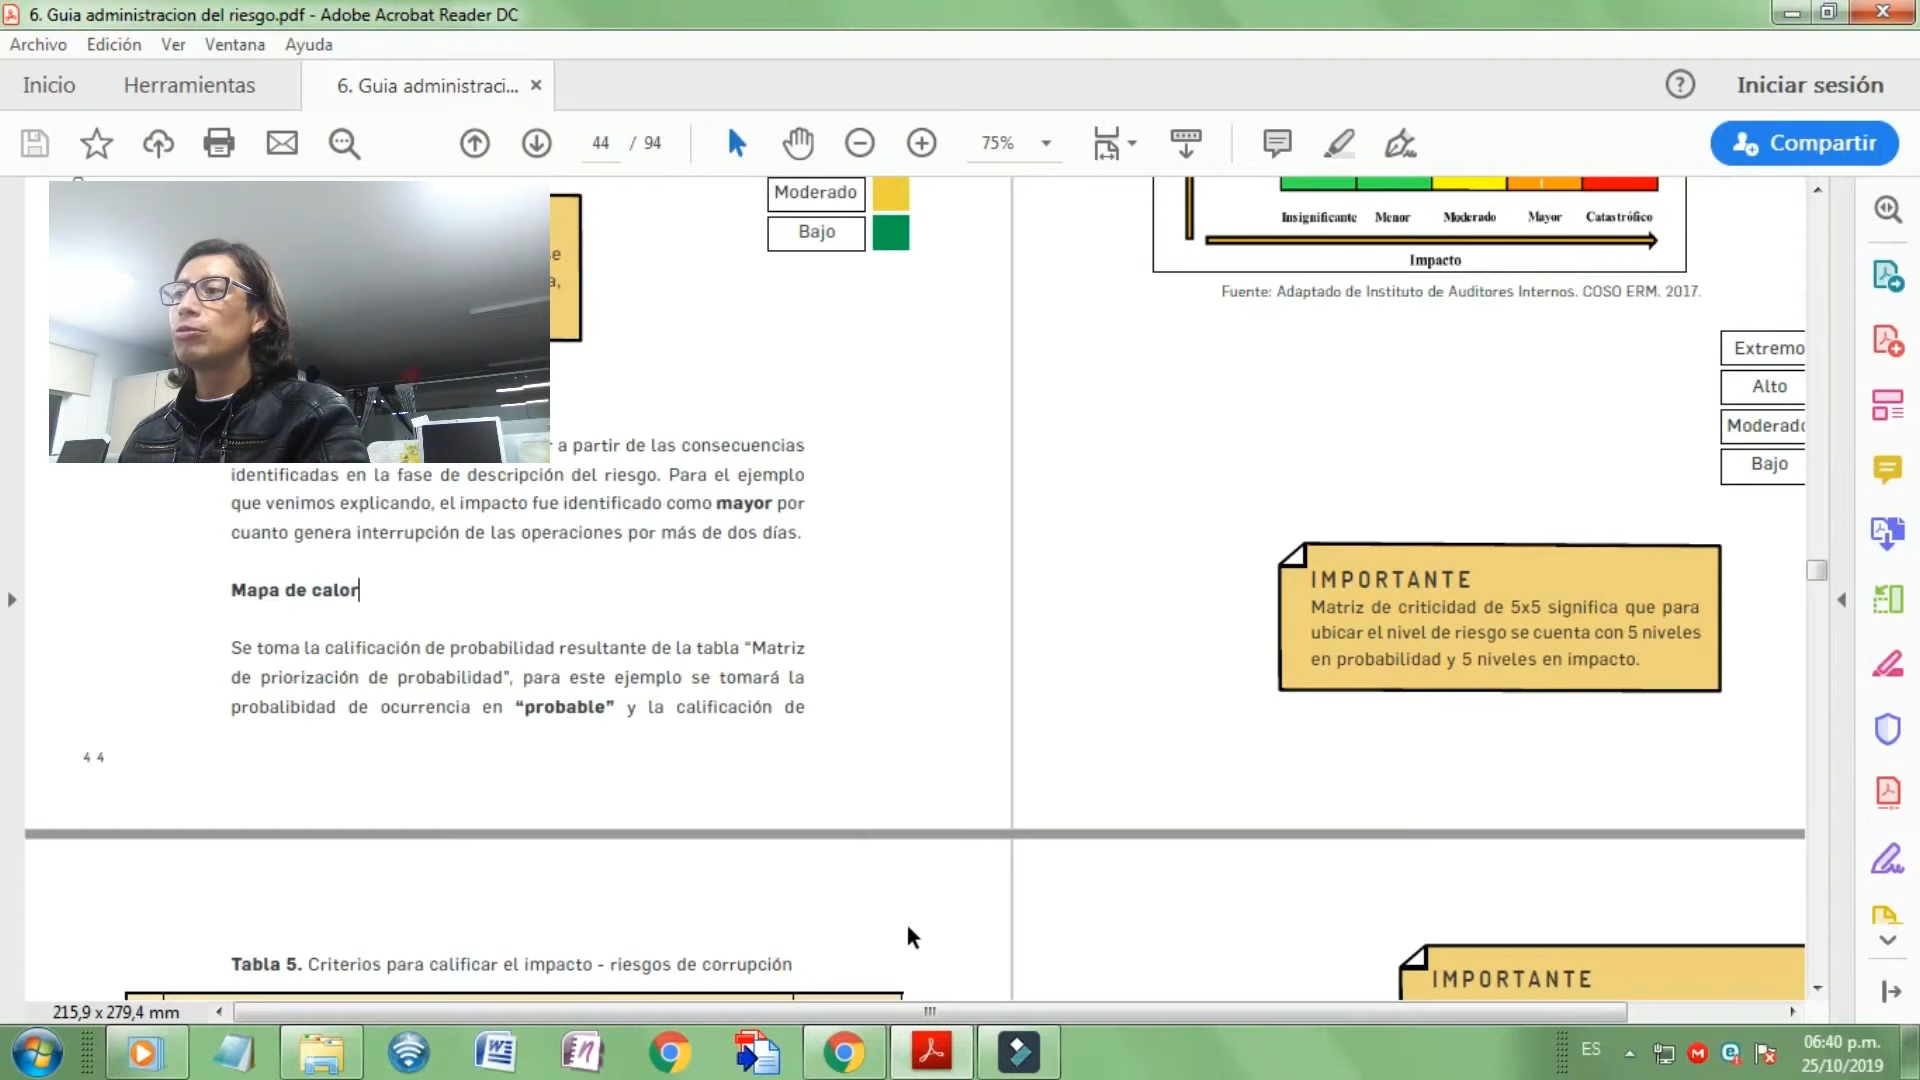 6. Guia administracion del riesgo.pdf - Adobe Acrobat Reader DC
Archivo Edición Ver Ventana Ayuda
Inicio Herramientas 6. Guia administraci... × Iniciar sesión
44 / 94 75% Compartir
Moderado
Bajo
e
a,
a partir de las consecuencias
identificadas en la fase de descripción del riesgo. Para el ejemplo
que venimos explicando, el impacto fue identificado como mayor por
cuanto genera interrupción de las operaciones por más de dos días.
Mapa de calor
Se toma la calificación de probabilidad resultante de la tabla “Matriz
de priorización de probabilidad”, para este ejemplo se tomará la
probalibidad de ocurrencia en “probable” y la calificación de
4 4
Insignificante Menor Moderado Mayor Catastrófico
Impacto
Fuente: Adaptado de Instituto de Auditores Internos. COSO ERM. 2017.
Extremo
Alto
Moderado
Bajo
IMPORTANTE
Matriz de criticidad de 5x5 significa que para
ubicar el nivel de riesgo se cuenta con 5 niveles
en probabilidad y 5 niveles en impacto.
Tabla 5. Criterios para calificar el impacto - riesgos de corrupción
IMPORTANTE
215,9 x 279,4 mm
ES
06:40 p.m.
25/10/2019